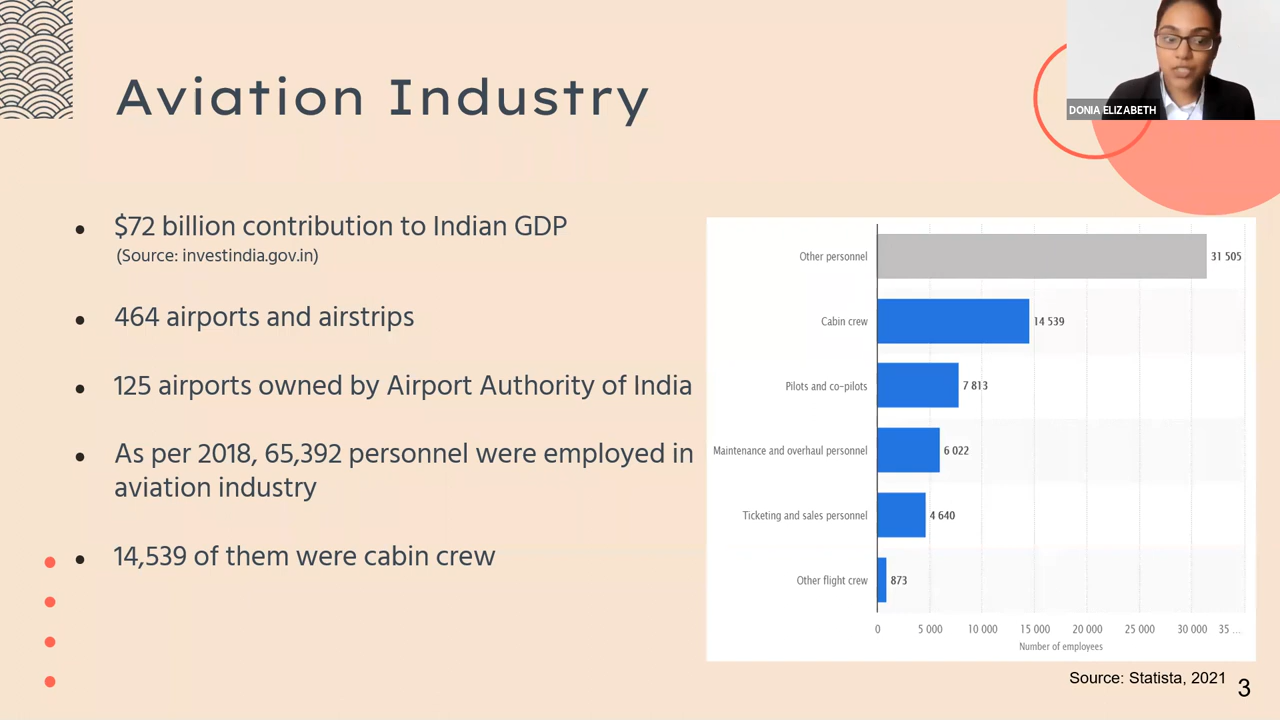 Aviation Industry
DONIA ELIZABETH
$72 billion contribution to Indian GDP
(Source: investindia.gov.in)
464 airports and airstrips
125 airports owned by Airport Authority of India
As per 2018, 65,392 personnel were employed in
aviation industry
14,539 of them were cabin crew
Other personnel 31 505
Cabin crew 14 539
Pilots and co-pilots 7 813
Maintenance and overhaul personnel 6 022
Ticketing and sales personnel 4 640
Other flight crew 873
0 5 000 10 000 15 000 20 000 25 000 30 000 35 ...
Number of employees
Source: Statista, 2021
3